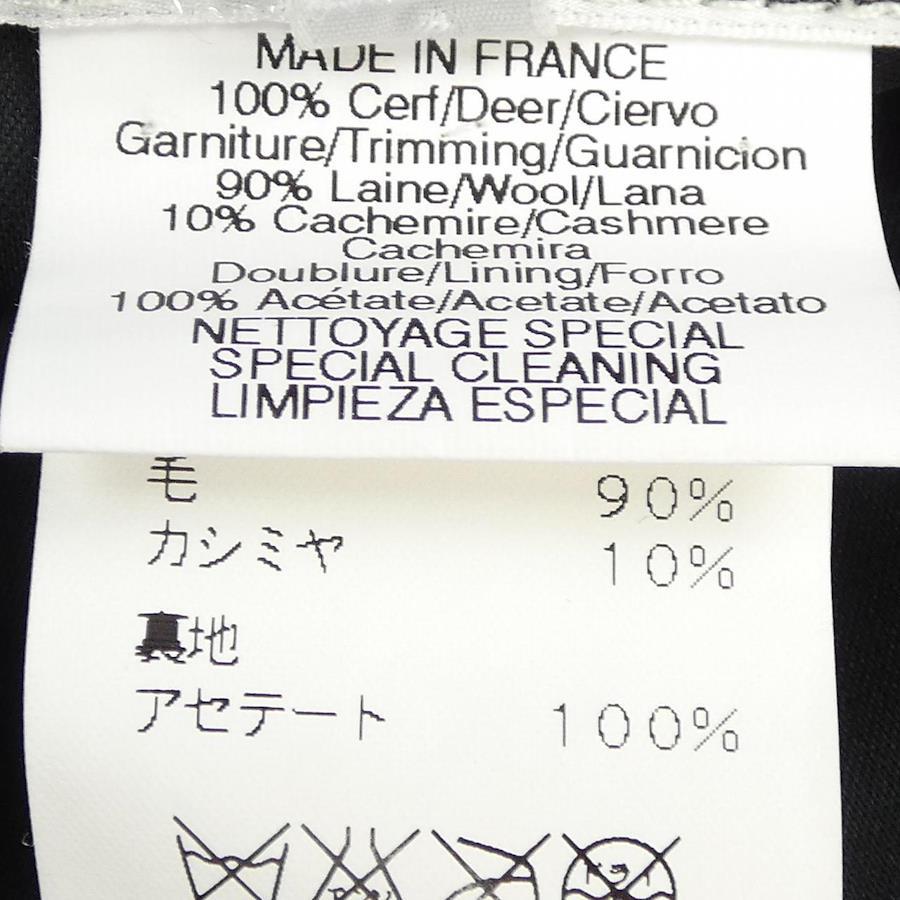 MADE IN FRANCE
100% Cerf/Deer/Ciervo
Garniture/Trimming/Guarnicion
90% Laine/Wool/Lana
10% Cachemire/Cashmere
Cachemira
Doublure/Lining/Forro
100% Acétate/Acetate/Acetato
NETTOYAGE SPECIAL
SPECIAL CLEANING
LIMPIEZA ESPECIAL
毛 90%
カシミヤ 10%
裏地
アセテート 100%